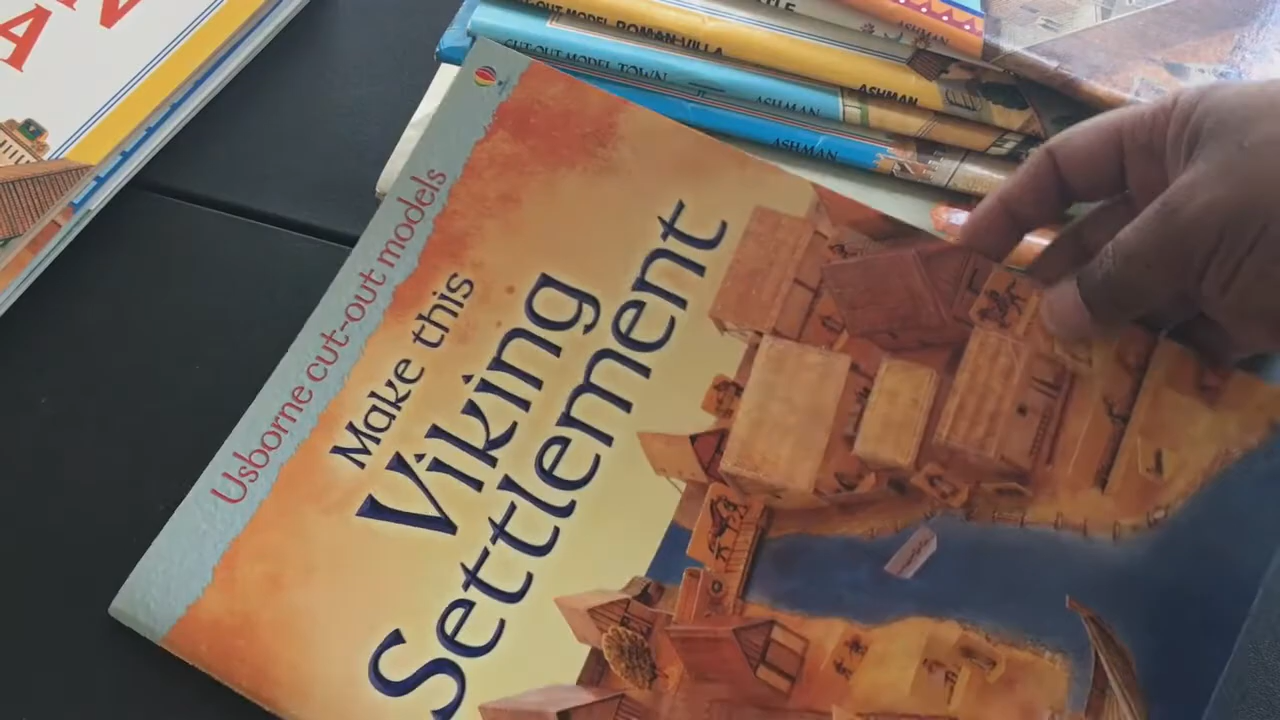 N
A
TLE
ASHMAN
CUT-OUT MODEL ROMAN VILLA
ASHMAN
CUT-OUT MODEL TOWN
ASHMAN
ASHMAN
Usborne cut-out models
Make this
Viking
Settlement